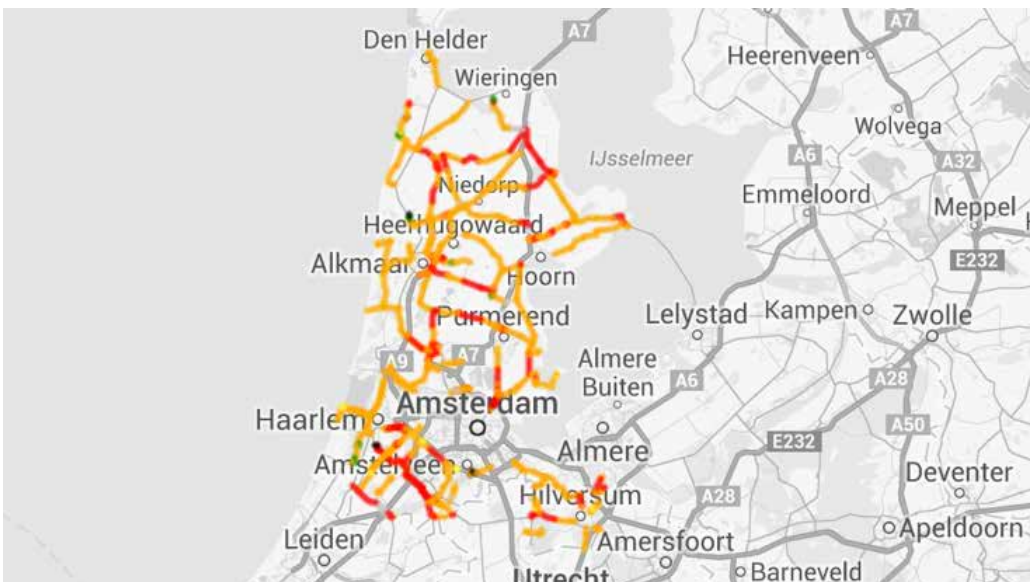 A7
A7
Den Helder
Heerenveen
Wieringen
Wolvega
IJsselmeer
A6
A32
Niedorp
Emmeloord
Meppel
Heerhugowaard
E232
Alkmaar
Hoorn
Purmerend
Lelystad
Kampen
Zwolle
A9
A7
Almere
Buiten
A6
A28
Haarlem
Amsterdam
A50
E232
Amstelveen
Almere
Deventer
Hilversum
A28
Leiden
Amersfoort
Apeldoorn
Utrecht
Barneveld